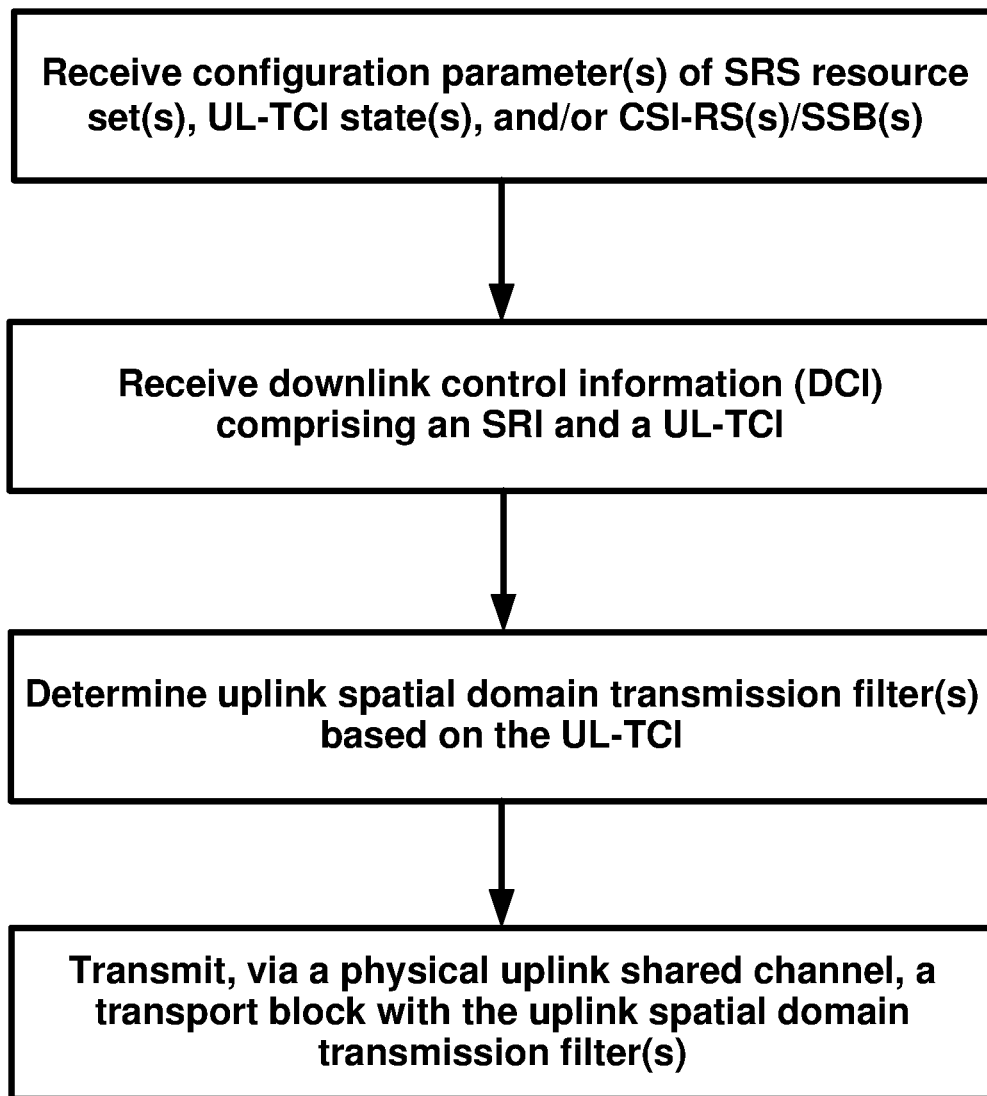 Receive configuration parameter(s) of SRS resource
set(s), UL-TCI state(s), and/or CSI-RS(s)/SSB(s)
Receive downlink control information (DCI)
comprising an SRI and a UL-TCI
Determine uplink spatial domain transmission filter(s)
based on the UL-TCI
Transmit, via a physical uplink shared channel, a
transport block with the uplink spatial domain
transmission filter(s)